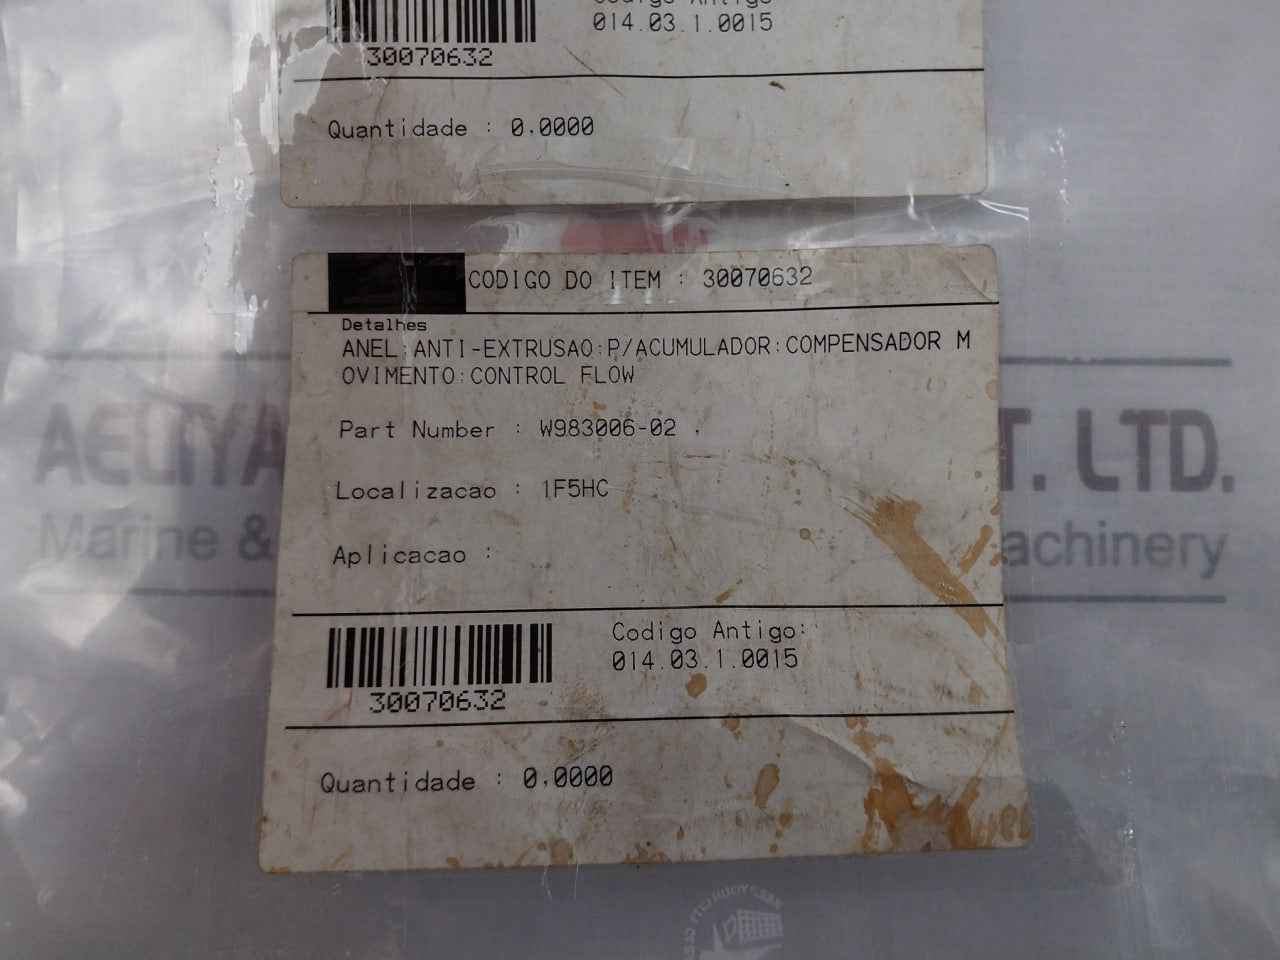 014.03.1.0015
30070632
Quantidade : 0.0000
CODIGO DO ITEM : 30070632
Detalhes
ANEL:ANTI-EXTRUSAO:P/ACUMULADOR:COMPENSADOR M
OVIMENTO:CONTROL FLOW
Part Number : W983006-02
Localizacao : 1F5HC
Aplicacao :
Codigo Antigo:
014.03.1.0015
30070632
Quantidade : 0.0000
LTD.
Marine &